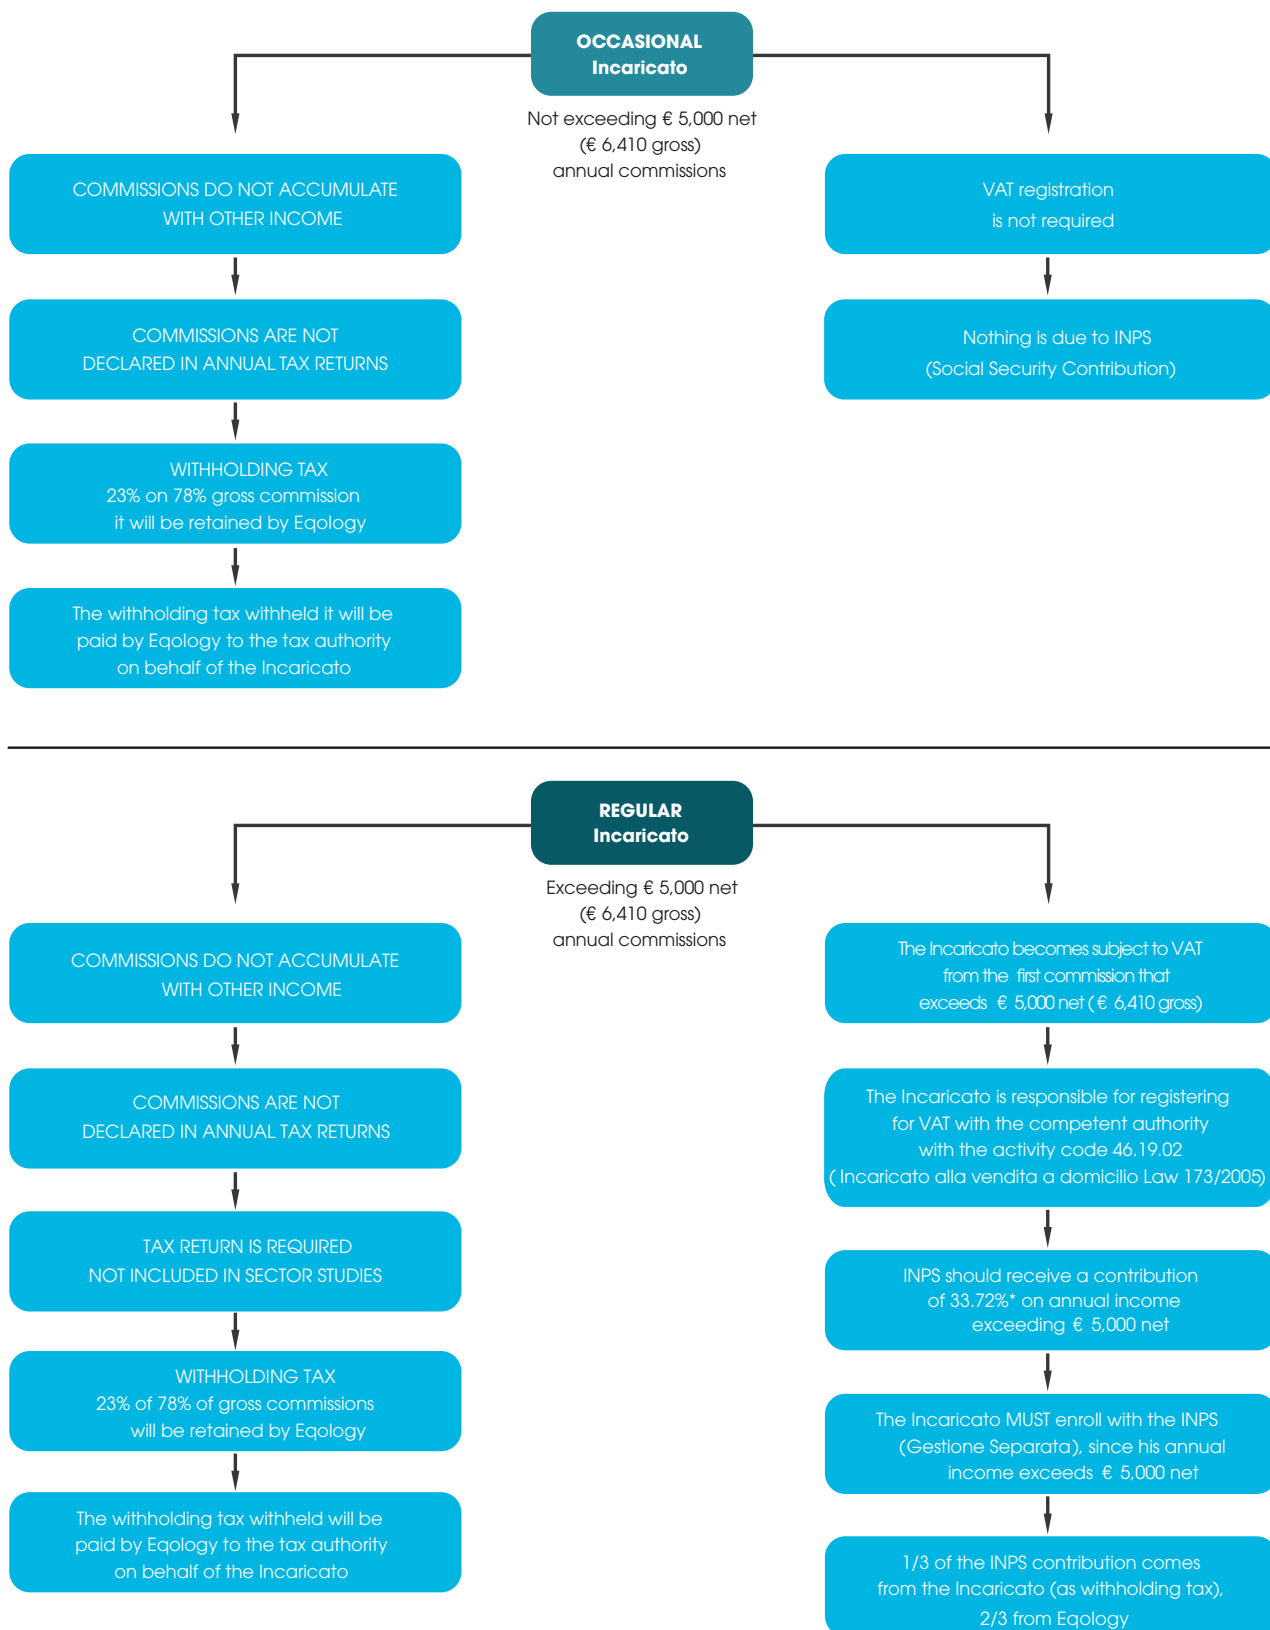 OCCASIONAL
Incaricato
Not exceeding € 5,000 net
(€ 6,410 gross)
annual commissions
COMMISSIONS DO NOT ACCUMULATE
WITH OTHER INCOME
COMMISSIONS ARE NOT
DECLARED IN ANNUAL TAX RETURNS
WITHHOLDING TAX
23% on 78% gross commission
it will be retained by Eqology
The withholding tax withheld it will be
paid by Eqology to the tax authority
on behalf of the Incaricato
VAT registration
is not required
Nothing is due to INPS
(Social Security Contribution)
REGULAR
Incaricato
Exceeding € 5,000 net
(€ 6,410 gross)
annual commissions
COMMISSIONS DO NOT ACCUMULATE
WITH OTHER INCOME
COMMISSIONS ARE NOT
DECLARED IN ANNUAL TAX RETURNS
TAX RETURN IS REQUIRED
NOT INCLUDED IN SECTOR STUDIES
WITHHOLDING TAX
23% of 78% of gross commissions
will be retained by Eqology
The withholding tax withheld will be
paid by Eqology to the tax authority
on behalf of the Incaricato
The Incaricato becomes subject to VAT
from the first commission that
exceeds € 5,000 net ( € 6,410 gross)
The Incaricato is responsible for registering
for VAT with the competent authority
with the activity code 46.19.02
( Incaricato alla vendita a domicilio Law 173/2005)
INPS should receive a contribution
of 33.72%* on annual income
exceeding € 5,000 net
The Incaricato MUST enroll with the INPS
(Gestione Separata), since his annual
income exceeds € 5,000 net
1/3 of the INPS contribution comes
from the Incaricato (as withholding tax),
2/3 from Eqology